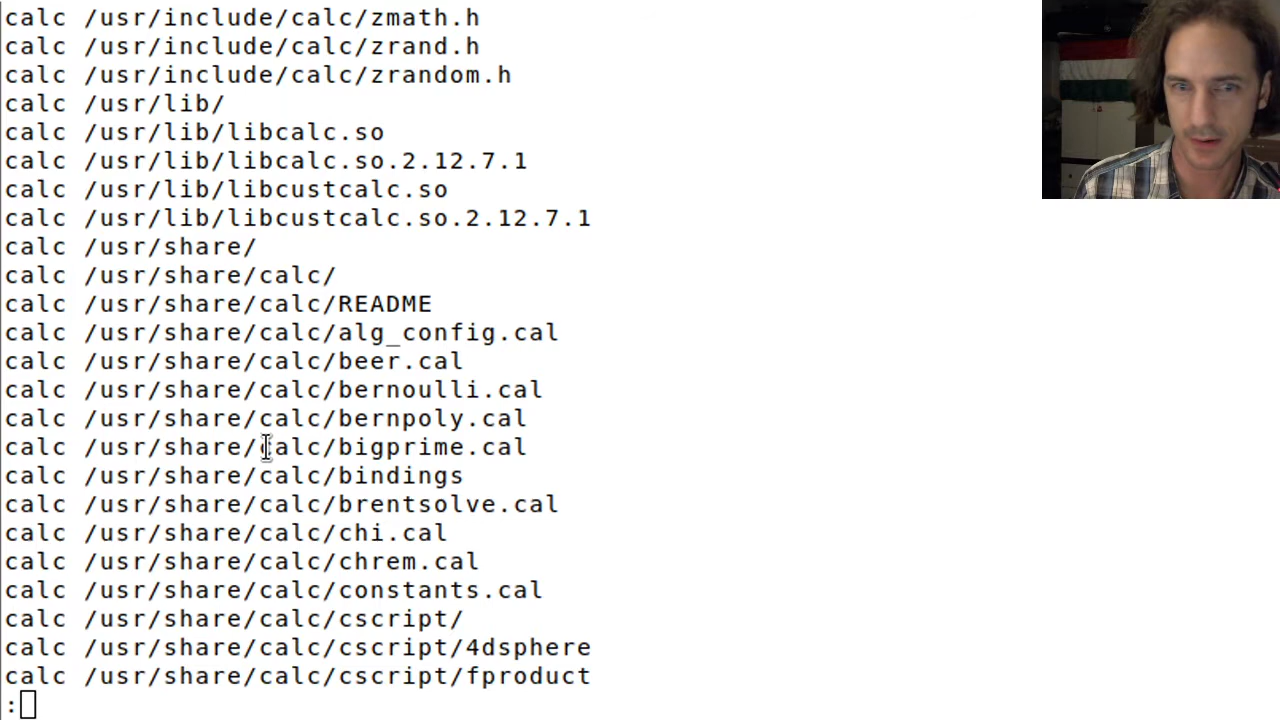 calc /usr/include/calc/zmath.h
calc /usr/include/calc/zrand.h
calc /usr/include/calc/zrandom.h
calc /usr/lib/
calc /usr/lib/libcalc.so
calc /usr/lib/libcalc.so.2.12.7.1
calc /usr/lib/libcustcalc.so
calc /usr/lib/libcustcalc.so.2.12.7.1
calc /usr/share/
calc /usr/share/calc/
calc /usr/share/calc/README
calc /usr/share/calc/alg_config.cal
calc /usr/share/calc/beer.cal
calc /usr/share/calc/bernoulli.cal
calc /usr/share/calc/bernpoly.cal
calc /usr/share/calc/bigprime.cal
calc /usr/share/calc/bindings
calc /usr/share/calc/brentsolve.cal
calc /usr/share/calc/chi.cal
calc /usr/share/calc/chrem.cal
calc /usr/share/calc/constants.cal
calc /usr/share/calc/cscript/
calc /usr/share/calc/cscript/4dsphere
calc /usr/share/calc/cscript/fproduct
: